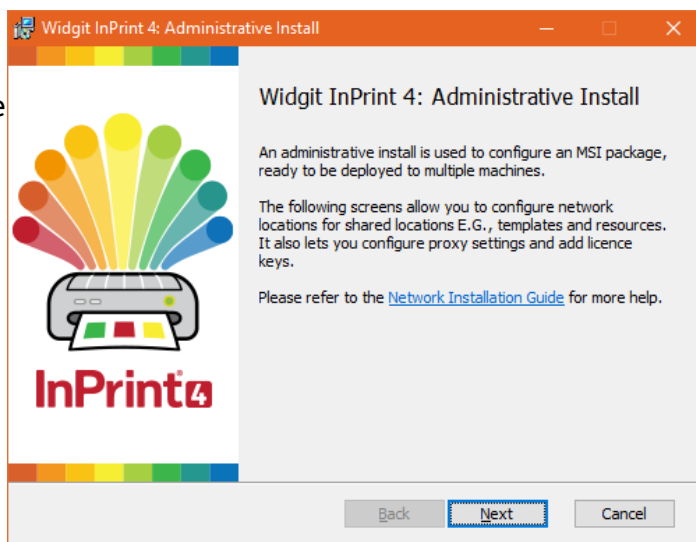 Widgit InPrint 4: Administrative Install
e
Widgit InPrint 4: Administrative Install
An administrative install is used to configure an MSI package,
ready to be deployed to multiple machines.
The following screens allow you to configure network
locations for shared locations E.G., templates and resources.
It also lets you configure proxy settings and add licence
keys.
Please refer to the Network Installation Guide for more help.
InPrint 4
Back Next Cancel